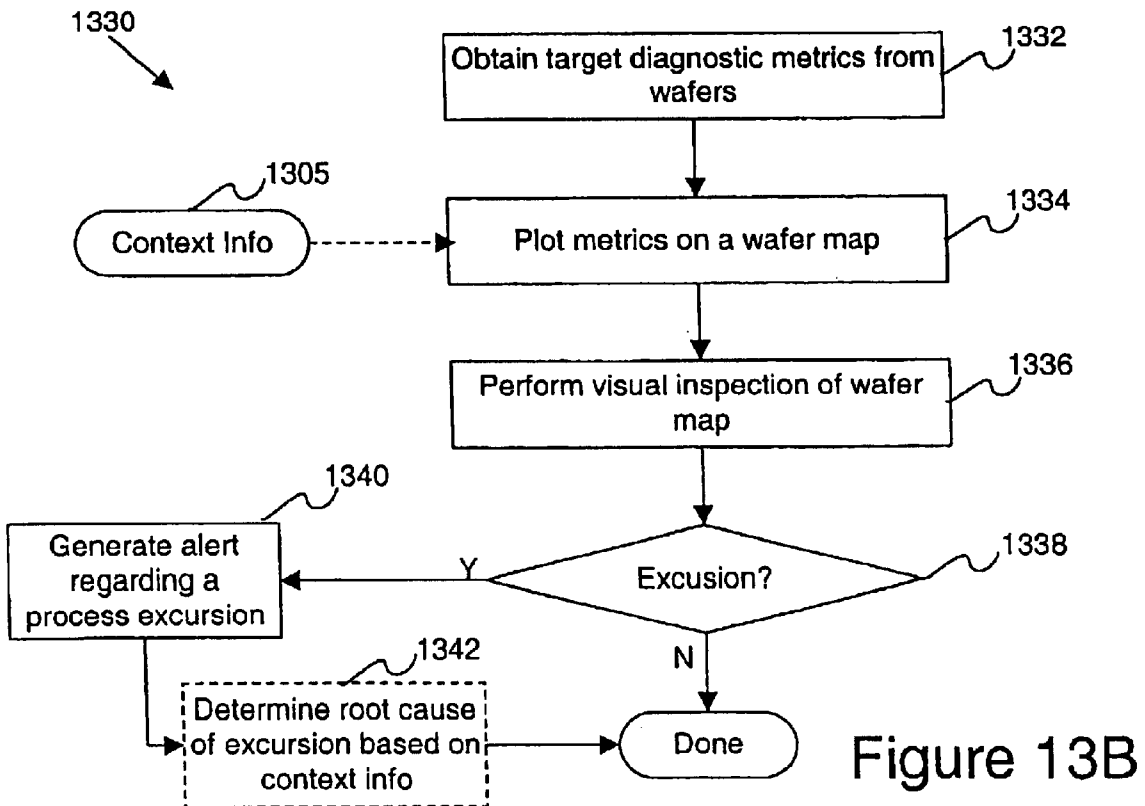 1330
1332
Obtain target diagnostic metrics from
wafers
1305
Context Info
1334
Plot metrics on a wafer map
1336
Perform visual inspection of wafer
map
1340
Generate alert
regarding a
process excursion
Y
Excusion?
1338
N
1342
Determine root cause
of excursion based on
context info
Done
Figure 13B